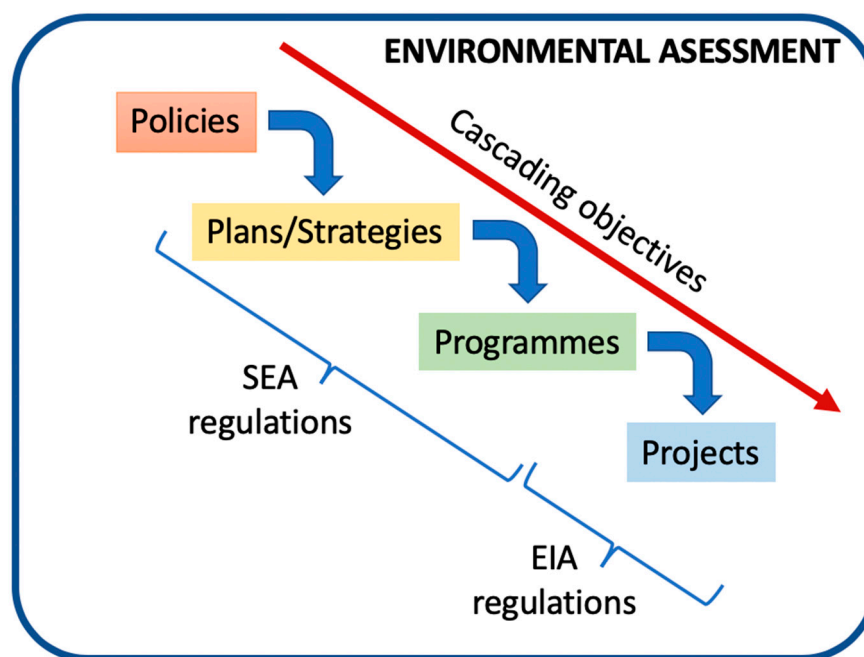 ENVIRONMENTAL ASESSMENT
Policies
Cascading objectives
Plans/Strategies
Programmes
SEA
regulations
Projects
EIA
regulations